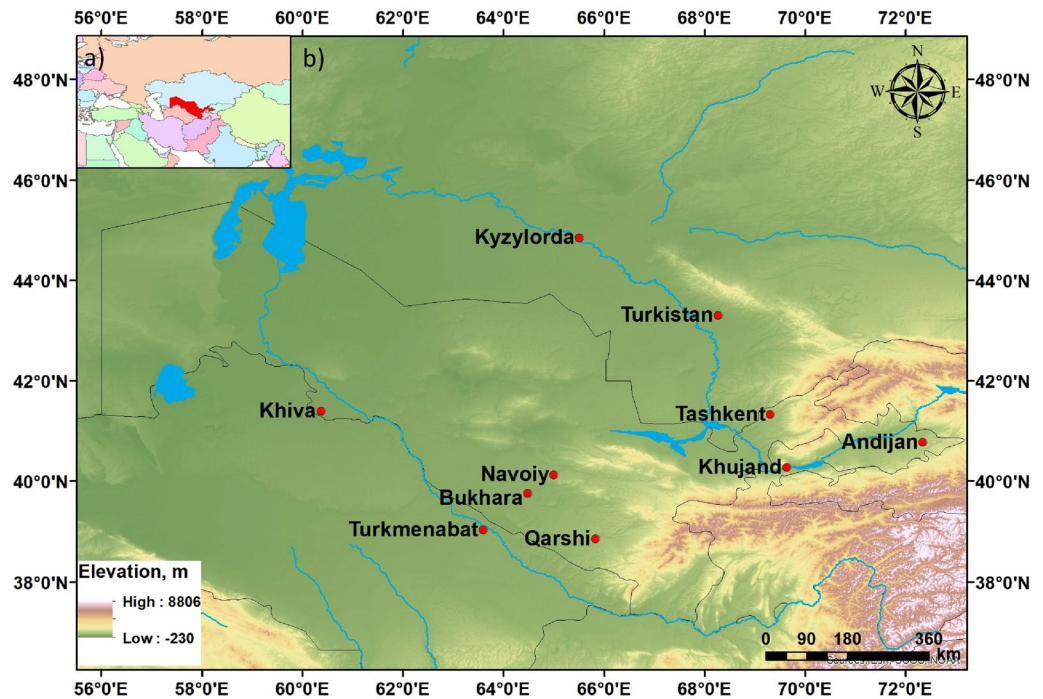 56°0'E 58°0'E 60°0'E 62°0'E 64°0'E 66°0'E 68°0'E 70°0'E 72°0'E
a) b)
N
W E
S
48°0'N 48°0'N
46°0'N 46°0'N
Kyzylorda
44°0'N 44°0'N
Turkistan
42°0'N 42°0'N
Khiva
Tashkent
Andijan
Khujand
Navoiy
40°0'N 40°0'N
Bukhara
Turkmenabat
Qarshi
38°0'N 38°0'N
Elevation, m
High : 8806
Low : -230
0 90 180 360
km
Sources: Esri, USGS, NOAA
56°0'E 58°0'E 60°0'E 62°0'E 64°0'E 66°0'E 68°0'E 70°0'E 72°0'E